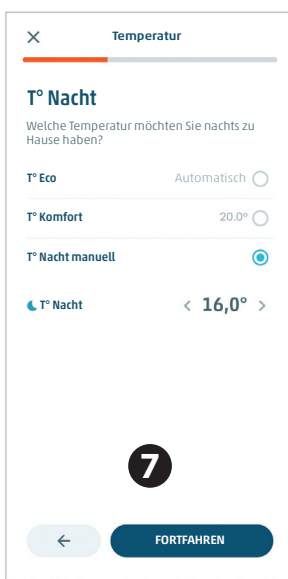 Temperatur
T° Nacht
Welche Temperatur möchten Sie nachts zu
Hause haben?
T° Eco Automatisch
T° Komfort 20.0°
T° Nacht manuell
T° Nacht < 16,0° >
7
FORTFAHREN